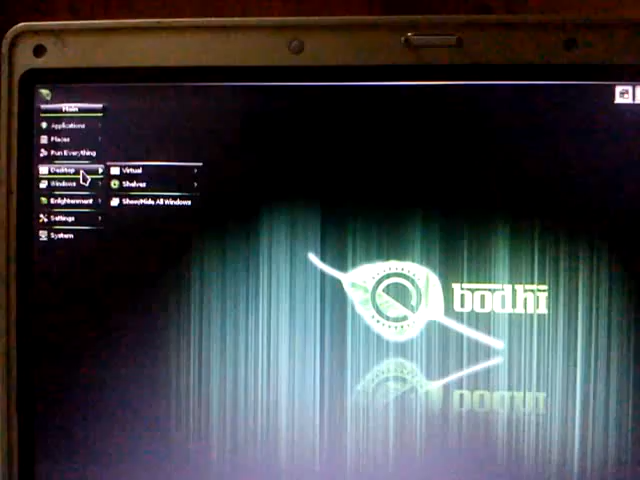 Main
Applications
Places
Run Everything
Desktop
Windows
Enlightenment
Settings
System
Virtual
Shelves
Show/Hide All Windows
bodhi